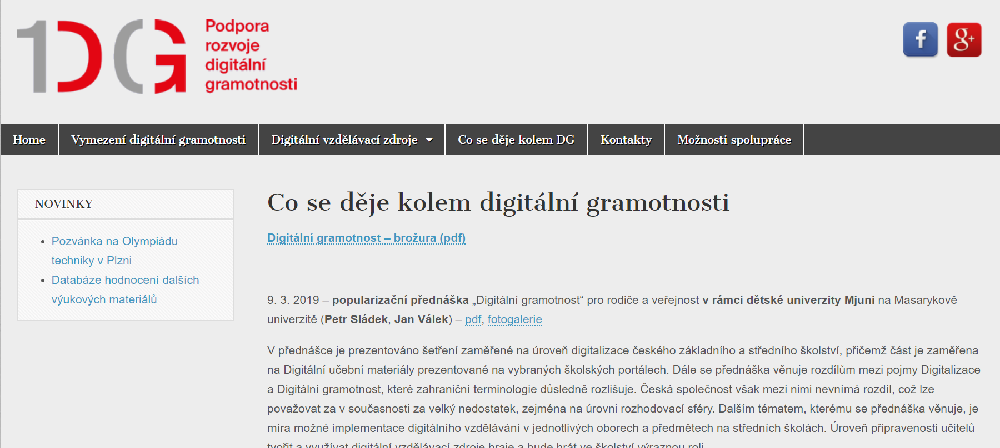 1DG
Podpora
rozvoje
digitální
gramotnosti
f
g+
Home
Vymezení digitální gramotnosti
Digitální vzdělávací zdroje
Co se děje kolem DG
Kontakty
Možnosti spolupráce
NOVINKY
Pozvánka na Olympiádu
techniky v Plzni
Databáze hodnocení dalších
výukových materiálů
Co se děje kolem digitální gramotnosti
Digitální gramotnost – brožura (pdf)
9. 3. 2019 – popularizační přednáška „Digitální gramotnost“ pro rodiče a veřejnost v rámci dětské univerzity Mjuni na Masarykově
univerzitě (Petr Sládek, Jan Válek) – pdf, fotogalerie
V přednášce je prezentováno šetření zaměřené na úroveň digitalizace českého základního a středního školství, přičemž část je zaměřena
na Digitální učební materiály prezentované na vybraných školských portálech. Dále se přednáška věnuje rozdílům mezi pojmy Digitalizace
a Digitální gramotnost, které zahraniční terminologie důsledně rozlišuje. Česká společnost však mezi nimi nevnímá rozdíl, což lze
považovat za v současnosti za velký nedostatek, zejména na úrovni rozhodovací sféry. Dalším tématem, kterému se přednáška věnuje, je
míra možné implementace digitálního vzdělávání v jednotlivých oborech a předmětech na středních školách. Úroveň připravenosti učitelů
tvořit a využívat digitální vzdělávací zdroje hraje a bude hrát ve školství výraznou roli.